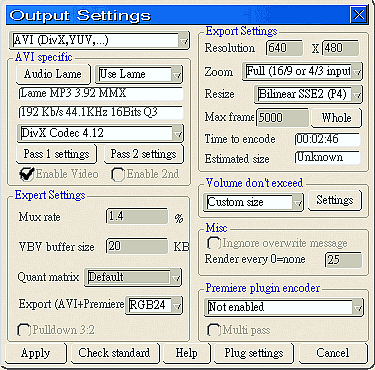 Output Settings
AVI (DivX,YUV,...)
AVI specific
Audio Lame
Use Lame
Lame MP3 3.92 MMX
192 Kb/s 44.1KHz 16Bits Q3
DivX Codec 4.12
Pass 1 settings
Pass 2 settings
Enable Video
Enable 2nd
Expert Settings
Mux rate
1.4
%
VBV buffer size
20
KB
Quant matrix
Default
Export (AVI+Premiere
RGB24
Pulldown 3:2
Export Settings
Resolution
640
X
480
Zoom
Full (16/9 or 4/3 input
Resize
Bilinear SSE2 (P4)
Max frame
5000
Whole
Time to encode
00:02:46
Estimated size
Unknown
Volume don't exceed
Custom size
Settings
Misc
Ingnore overwrite message
Render every 0=none
25
Premiere plugin encoder
Not enabled
Multi pass
Apply
Check standard
Help
Plug settings
Cancel